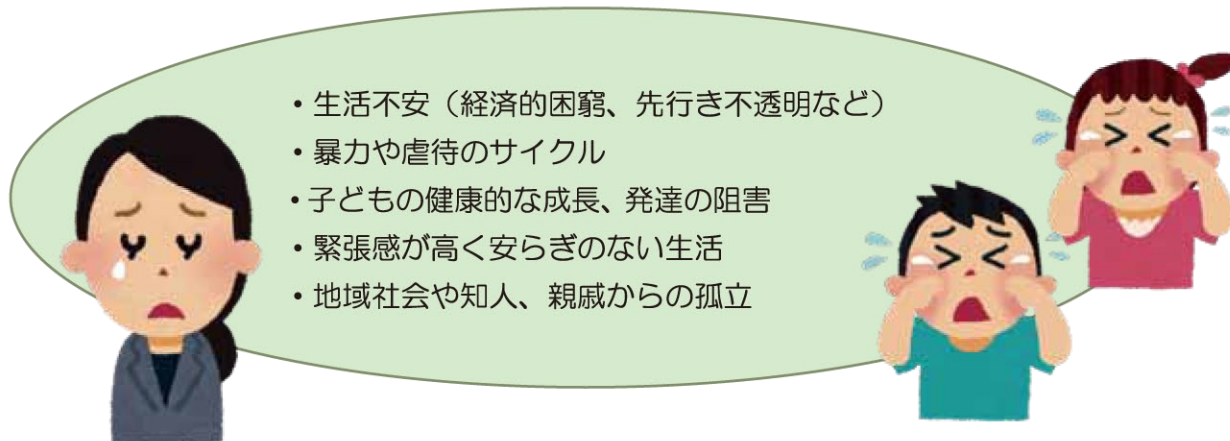 ・生活不安（経済的困窮、先行き不透明など）
・暴力や虐待のサイクル
・子どもの健康的な成長、発達の阻害
・緊張感が高く安らぎのない生活
・地域社会や知人、親戚からの孤立